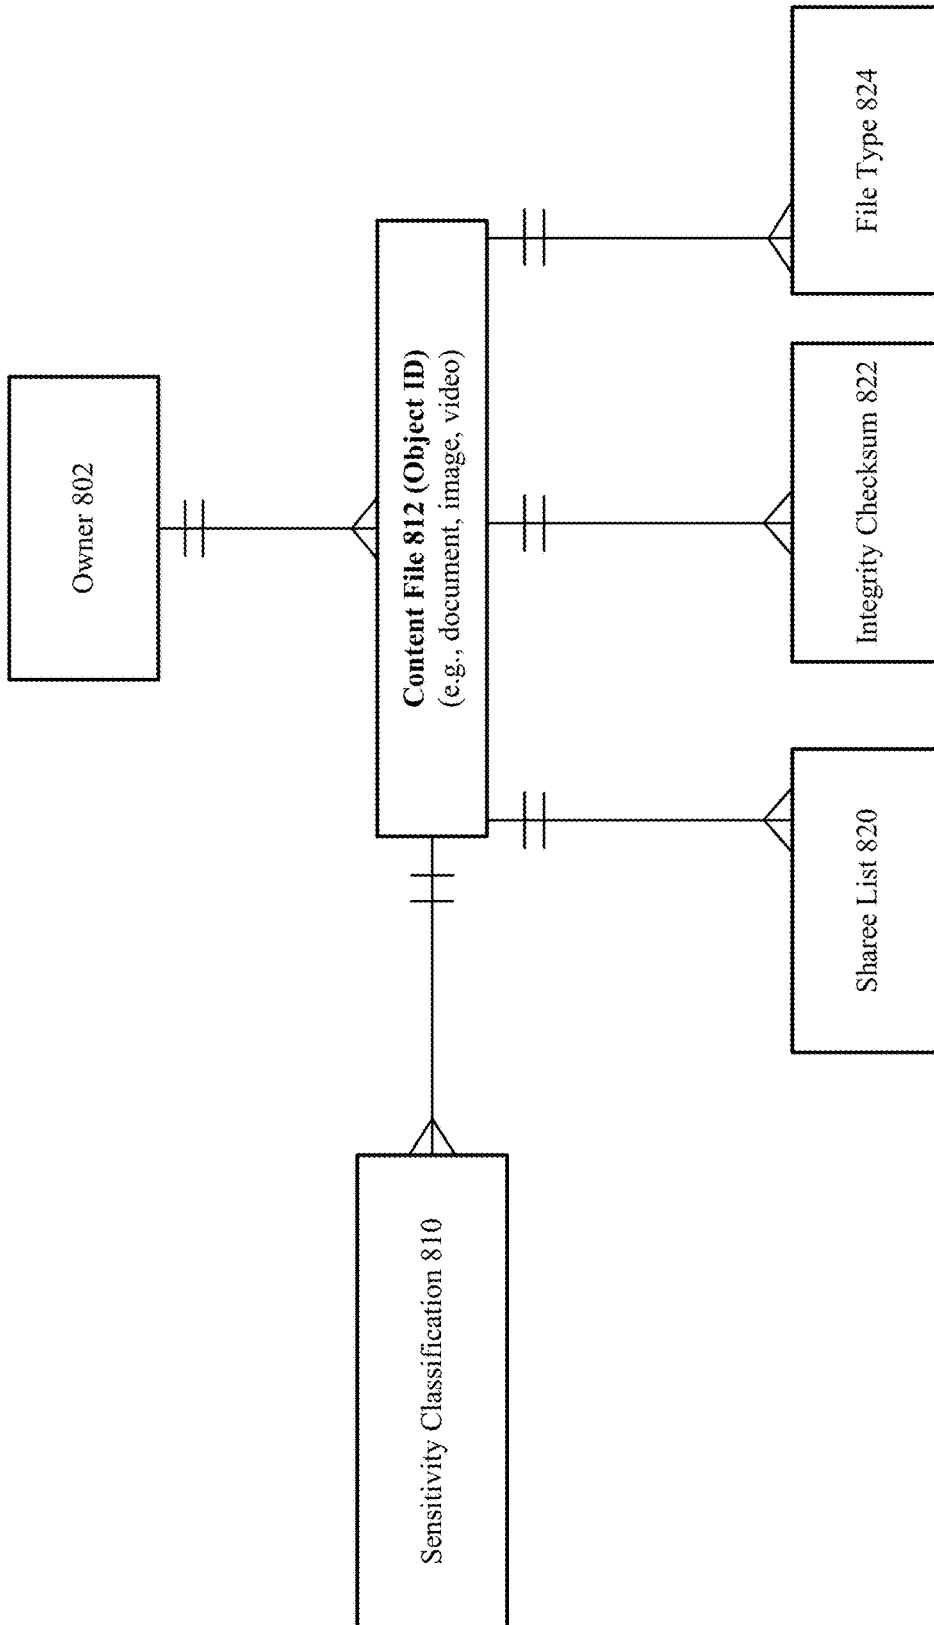 Owner 802
Content File 812 (Object ID)
(e.g., document, image, video)
Sensitivity Classification 810
Sharee List 820
Integrity Checksum 822
File Type 824